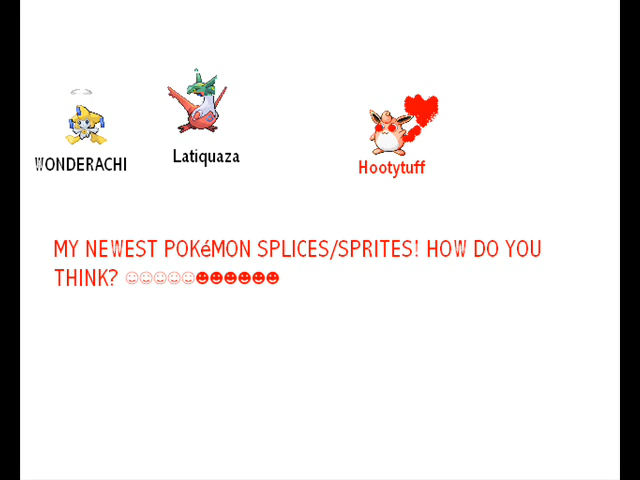 WONDERACHI
Latiquaza
Hootytuff
MY NEWEST POKéMON SPLICES/SPRITES! HOW DO YOU
THINK? ☺☺☺☺☺☻☻☻☻☻☻